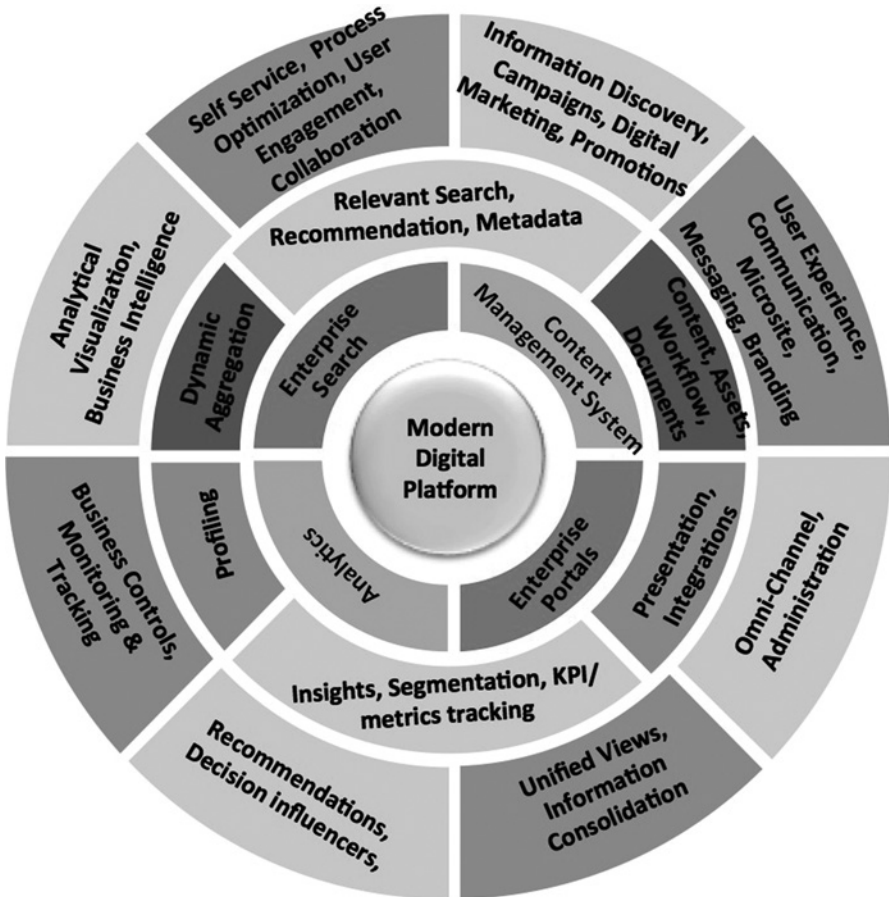 Self Service, Process
Optimization, User
Engagement,
Collaboration
Information Discovery,
Campaigns, Digital
Marketing, Promotions
User Experience,
Communication,
Microsite,
Messaging, Branding
Omni-Channel,
Administration
Unified Views,
Information
Consolidation
Recommendations,
Decision influencers,
Business Controls,
Monitoring &
Tracking
Analytical
Visualization,
Business Intelligence
Relevant Search,
Recommendation, Metadata
Content, Assets,
Workflow,
Documents
Presentation,
Integrations
Insights, Segmentation, KPI/
metrics tracking
Profiling
Dynamic
Aggregation
Enterprise
Search
Content
Management System
Enterprise
Portals
Analytics
Modern
Digital
Platform